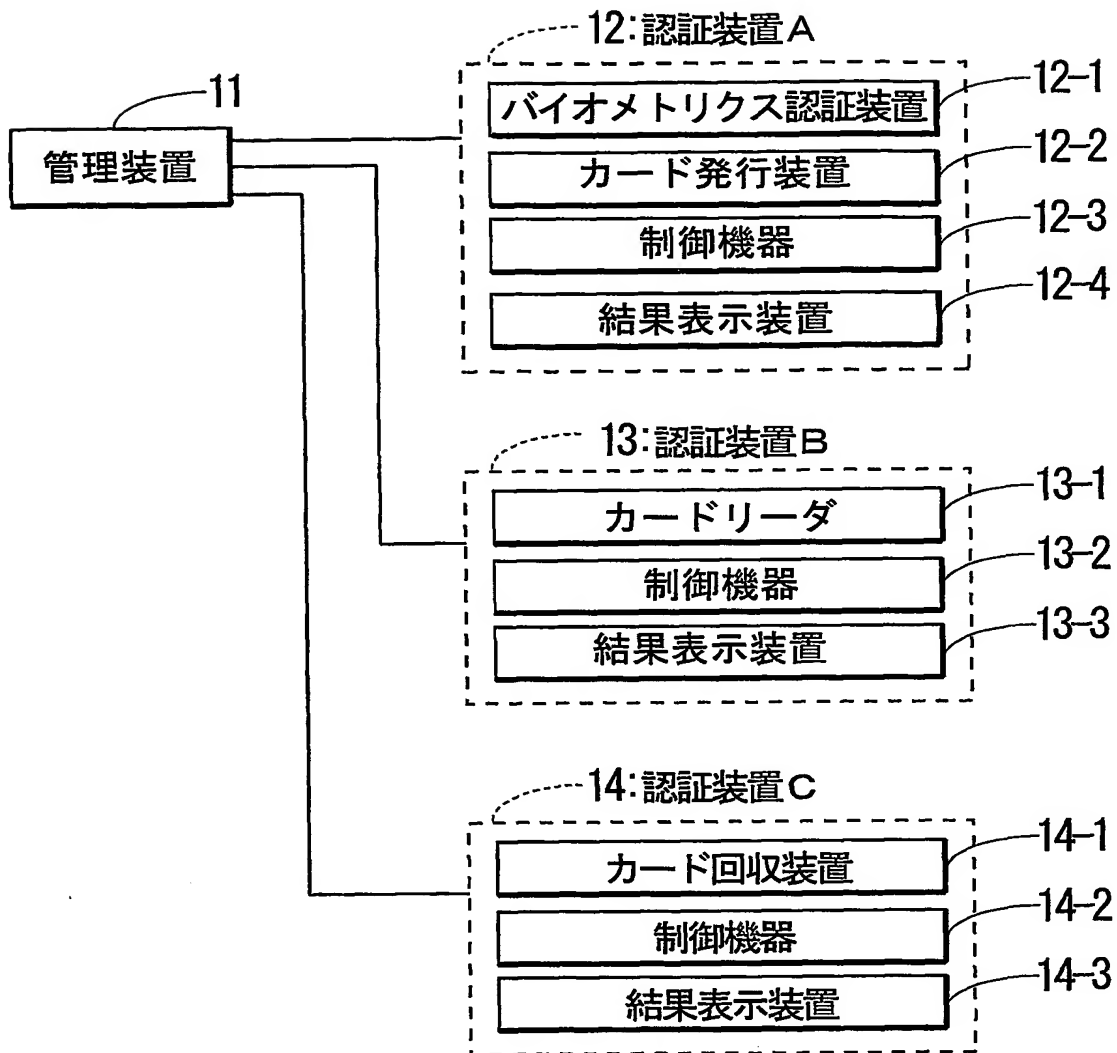 12:認証装置A
11
管理装置
バイオメトリクス認証装置
12-1
カード発行装置
12-2
制御機器
12-3
結果表示装置
12-4
13:認証装置B
カードリーダ
13-1
制御機器
13-2
結果表示装置
13-3
14:認証装置C
カード回収装置
14-1
制御機器
14-2
結果表示装置
14-3